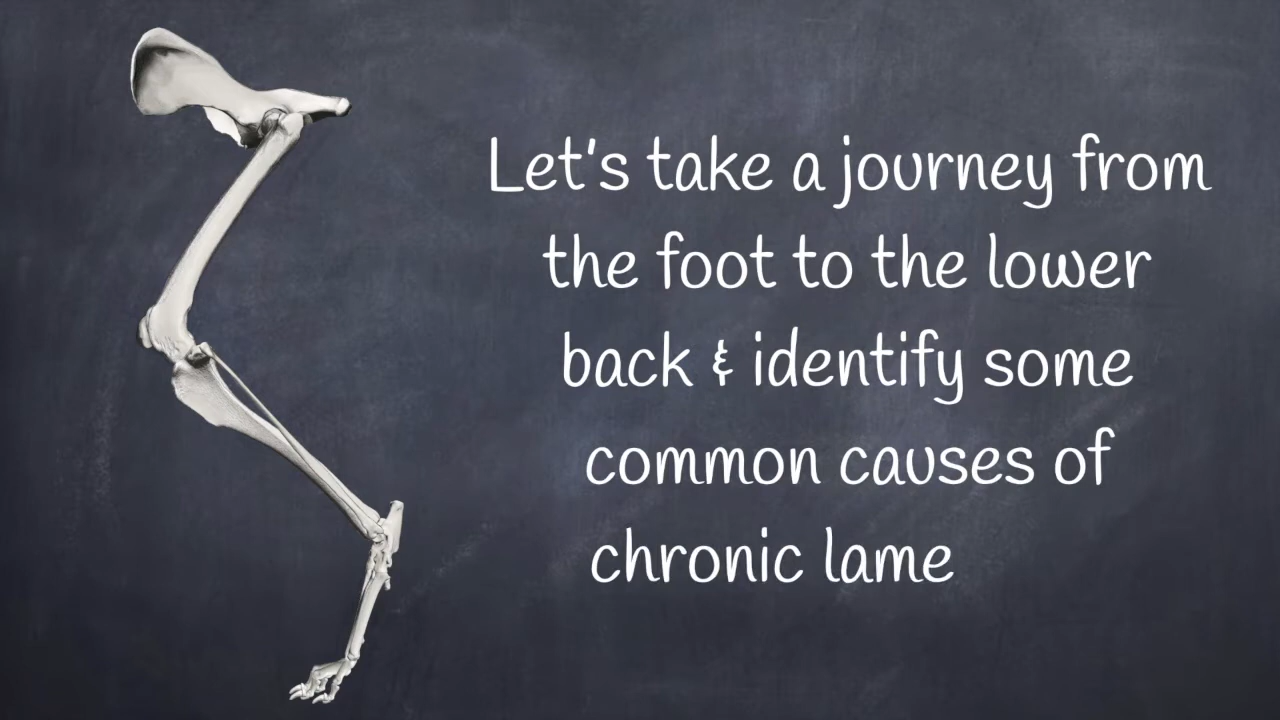 Let's take a journey from
the foot to the lower
back & identify some
common causes of
chronic lame